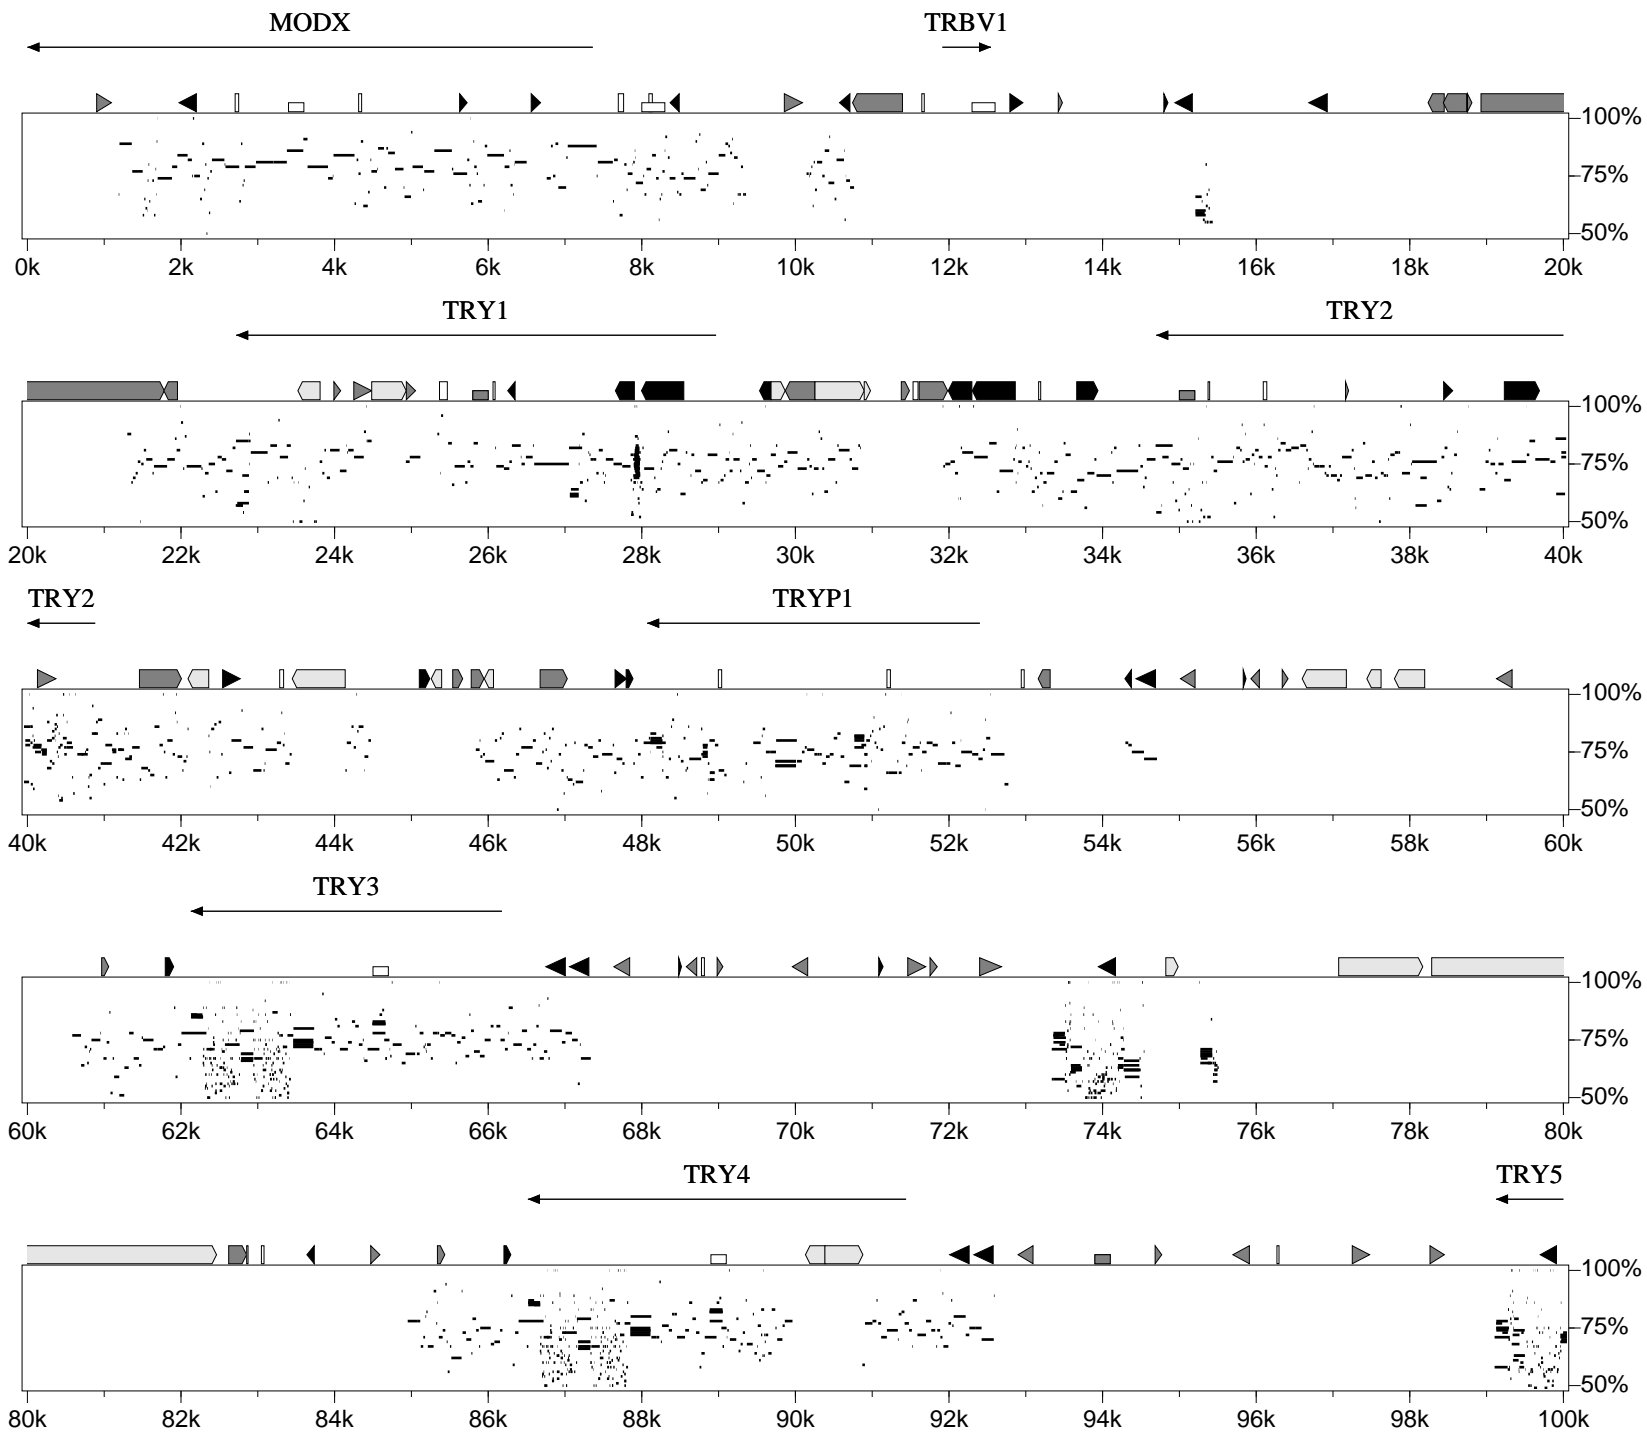 MODX TRBV1
100%
75%
50%
0k 2k 4k 6k 8k 10k 12k 14k 16k 18k 20k
TRY1 TRY2
100%
75%
50%
20k 22k 24k 26k 28k 30k 32k 34k 36k 38k 40k
TRY2 TRYP1
100%
75%
50%
40k 42k 44k 46k 48k 50k 52k 54k 56k 58k 60k
TRY3
100%
75%
50%
60k 62k 64k 66k 68k 70k 72k 74k 76k 78k 80k
TRY4 TRY5
100%
75%
50%
80k 82k 84k 86k 88k 90k 92k 94k 96k 98k 100k